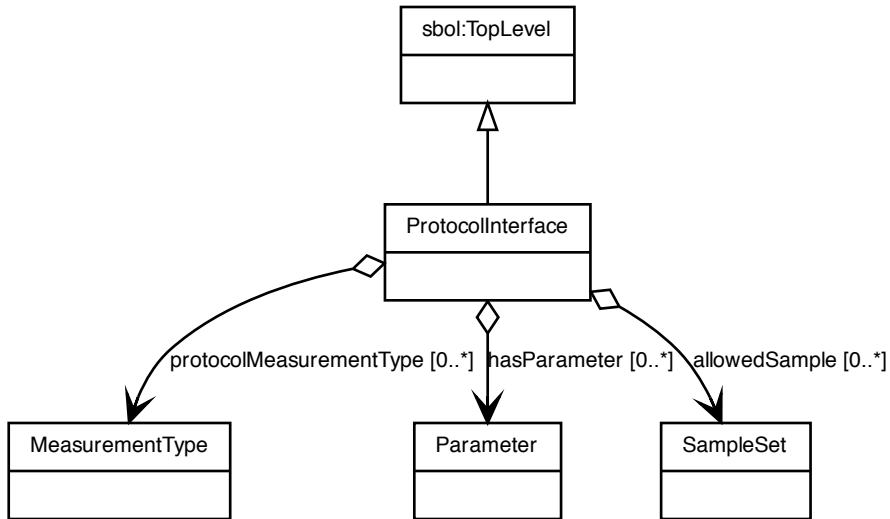 sbol:TopLevel
ProtocolInterface
protocolMeasurementType [0..*]
hasParameter [0..*]
allowedSample [0..*]
MeasurementType
Parameter
SampleSet